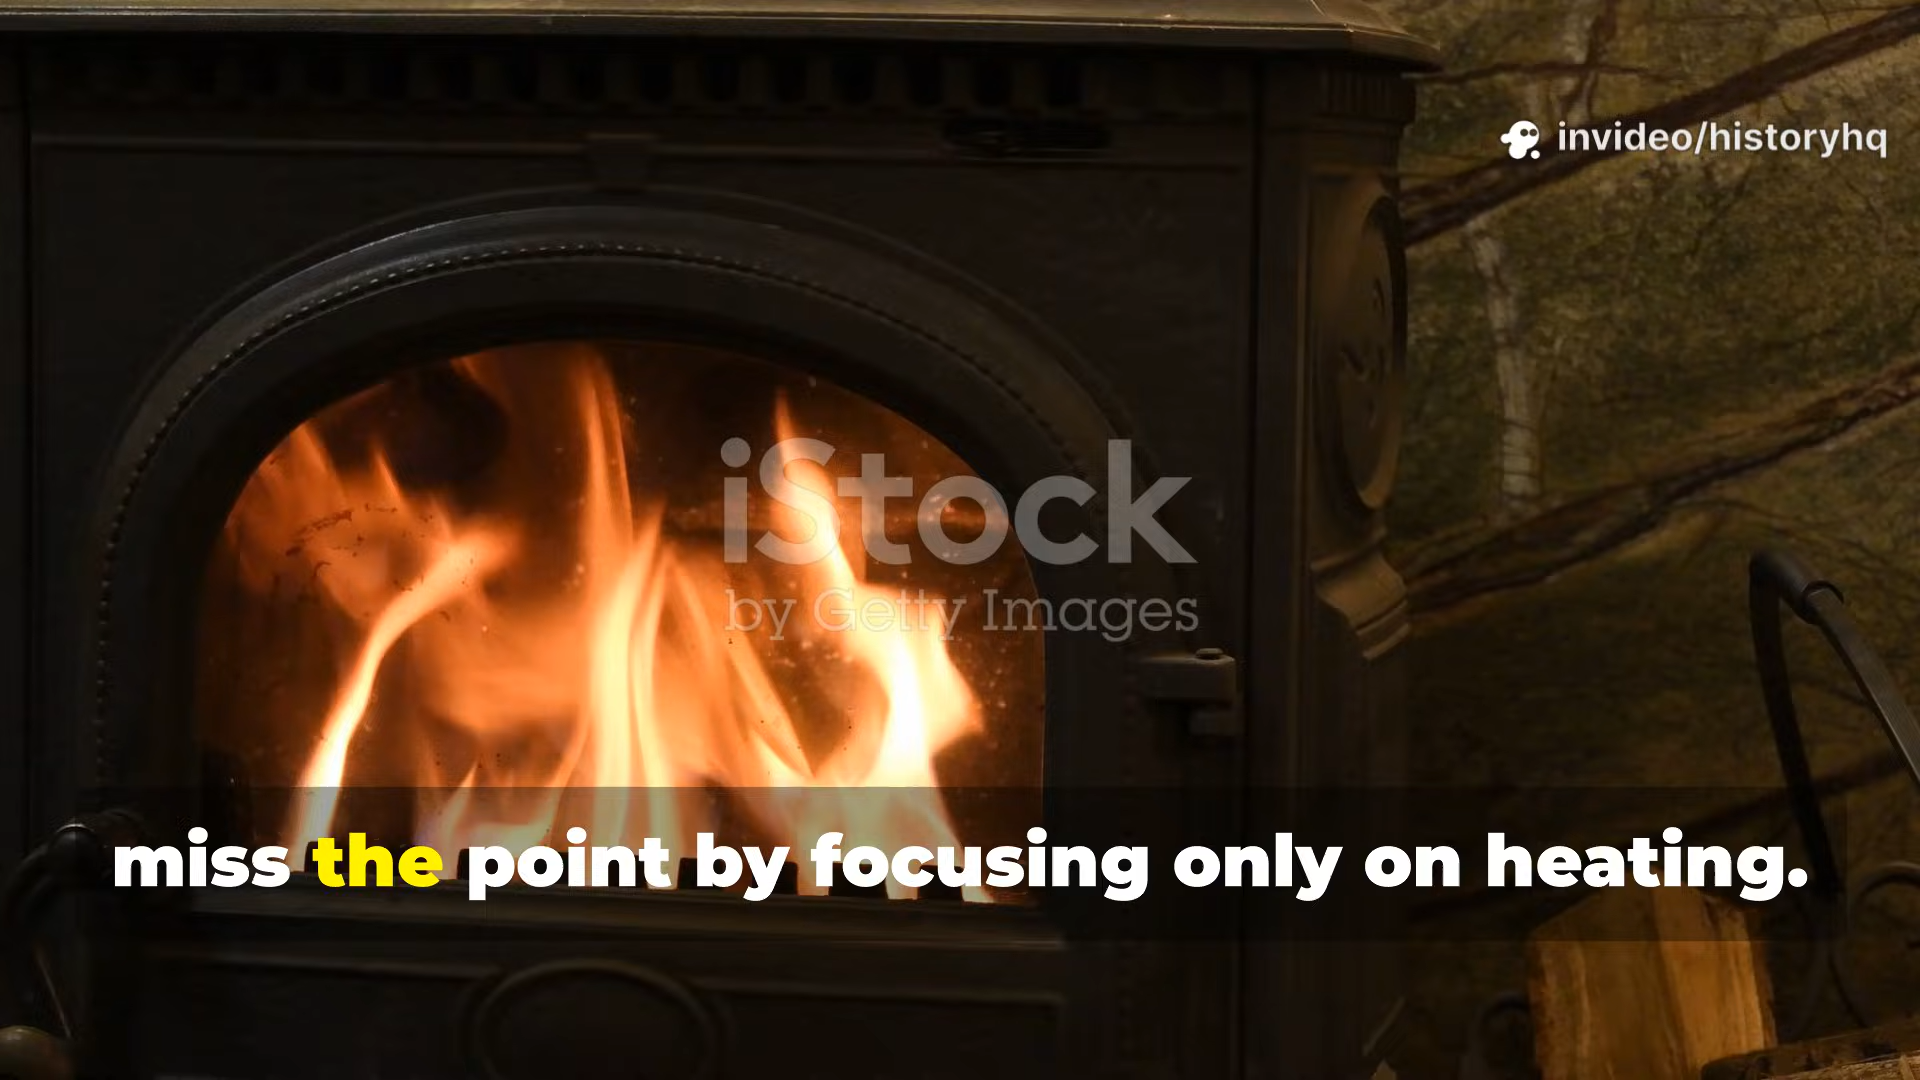 invideo/historyhq
iStock
by Getty Images
miss the point by focusing only on heating.